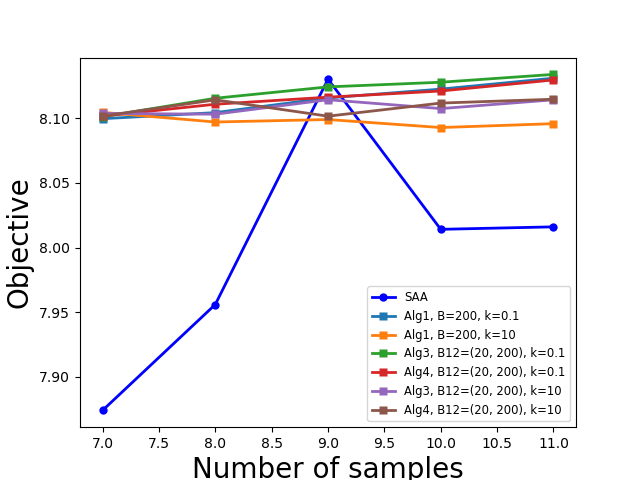 8.10
8.05
8.00
7.95
7.90
Objective
7.0 7.5 8.0 8.5 9.0 9.5 10.0 10.5 11.0
Number of samples
SAA
Alg1, B=200, k=0.1
Alg1, B=200, k=10
Alg3, B12=(20, 200), k=0.1
Alg4, B12=(20, 200), k=0.1
Alg3, B12=(20, 200), k=10
Alg4, B12=(20, 200), k=10